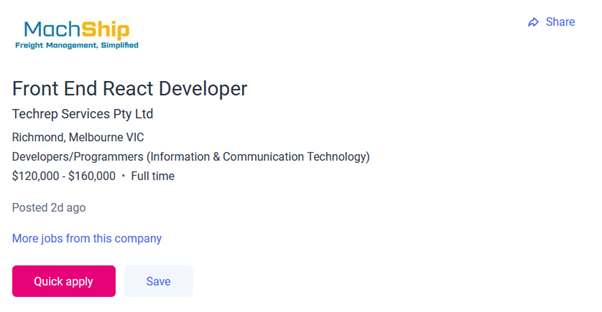 MachShip
Freight Management, Simplified
Share
Front End React Developer
Techrep Services Pty Ltd
Richmond, Melbourne VIC
Developers/Programmers (Information & Communication Technology)
$120,000 - $160,000 • Full time
Posted 2d ago
More jobs from this company
Quick apply
Save